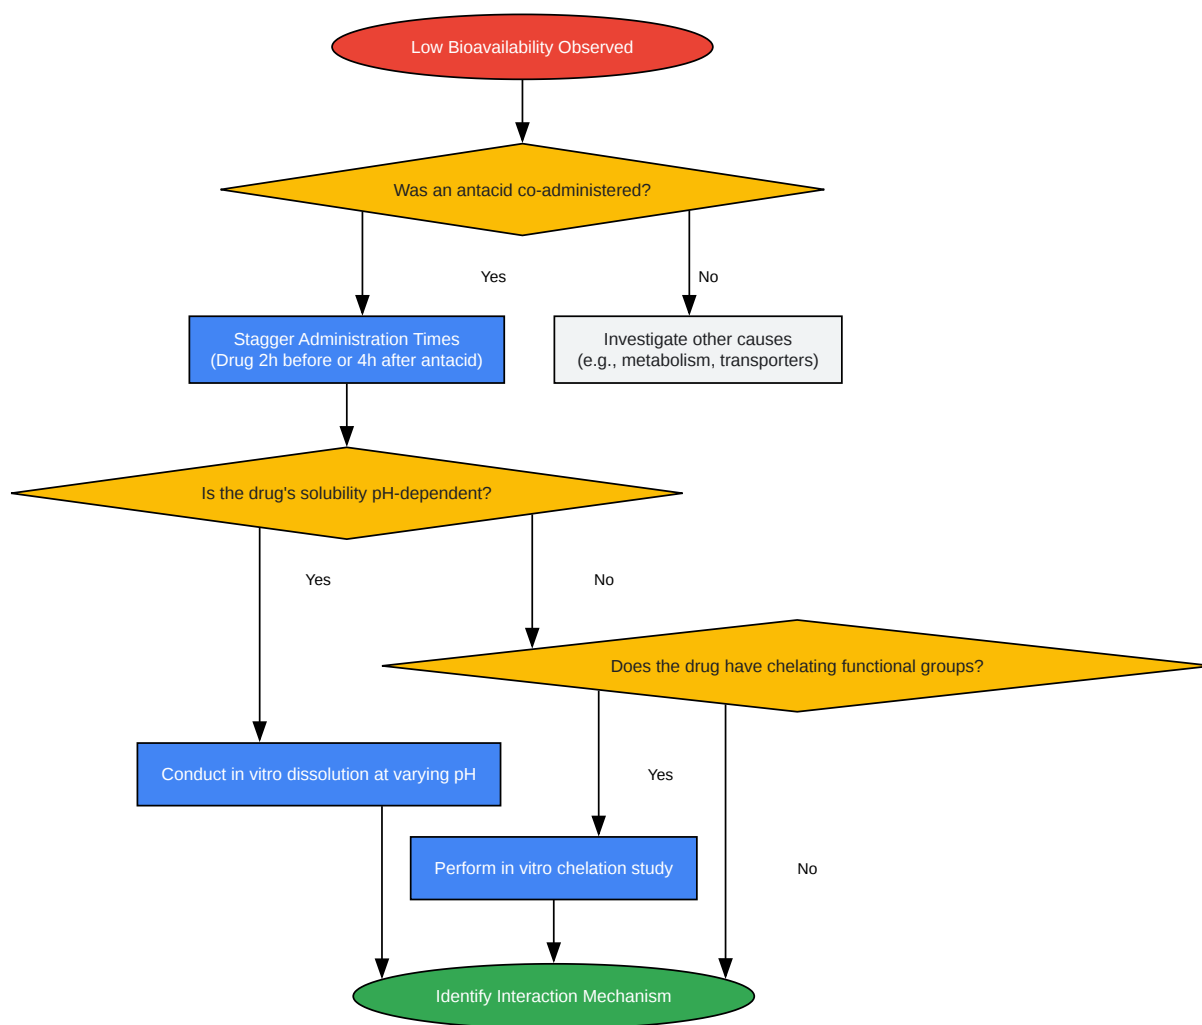 Low Bioavailability Observed
Was an antacid co-administered?
Yes
No
Stagger Administration Times
(Drug 2h before or 4h after antacid)
Investigate other causes
(e.g., metabolism, transporters)
Is the drug's solubility pH-dependent?
Yes
No
Does the drug have chelating functional groups?
Conduct in vitro dissolution at varying pH
Yes
Perform in vitro chelation study
No
Identify Interaction Mechanism